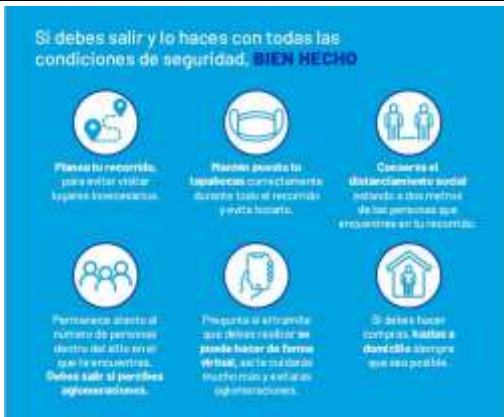 Si debes salir y lo haces con todas las
condiciones de seguridad, BIEN HECHO
Planea tu recorrido,
para evitar visitar
lugares innecesarios.
Mantén puesto tu
tapabocas correctamente
durante todo el recorrido
y evita tocarlo.
Conserva el
distanciamiento social
estando a dos metros
de las personas que
encuentres en tu recorrido.
Permanece atento al
número de personas
dentro del sitio en el
que te encuentras.
Debes salir si percibes
aglomeraciones.
Pregunta si el trámite
que debes realizar se
puede hacer de forma
virtual, así te cuidarás
mucho más y evitarás
aglomeraciones.
Si debes hacer
compras, hazlas a
domicilio siempre
que sea posible.